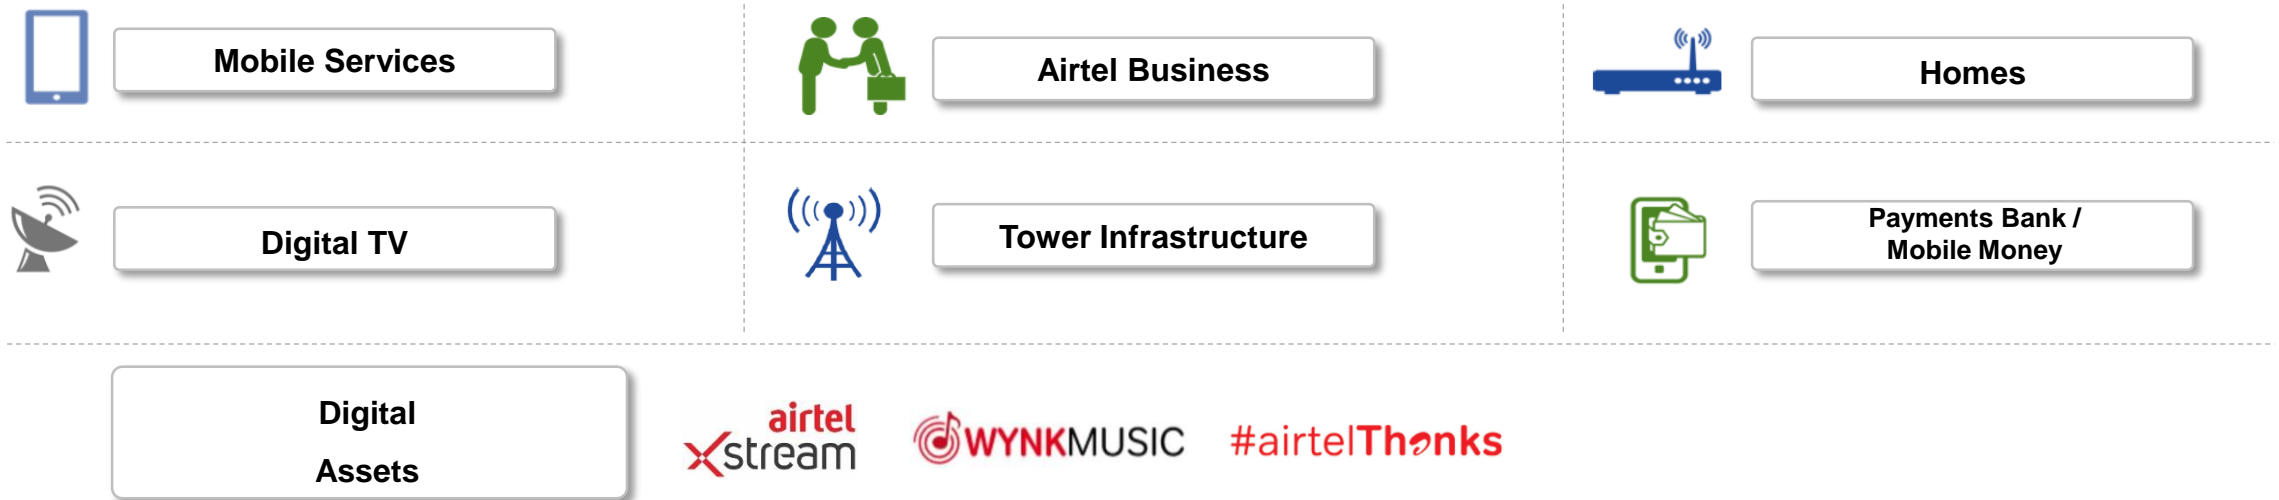 Mobile Services
Airtel Business
Homes
Digital TV
Tower Infrastructure
Payments Bank /
Mobile Money
Digital
Assets
airtel
Xstream
WYNKMUSIC
#airtelThanks